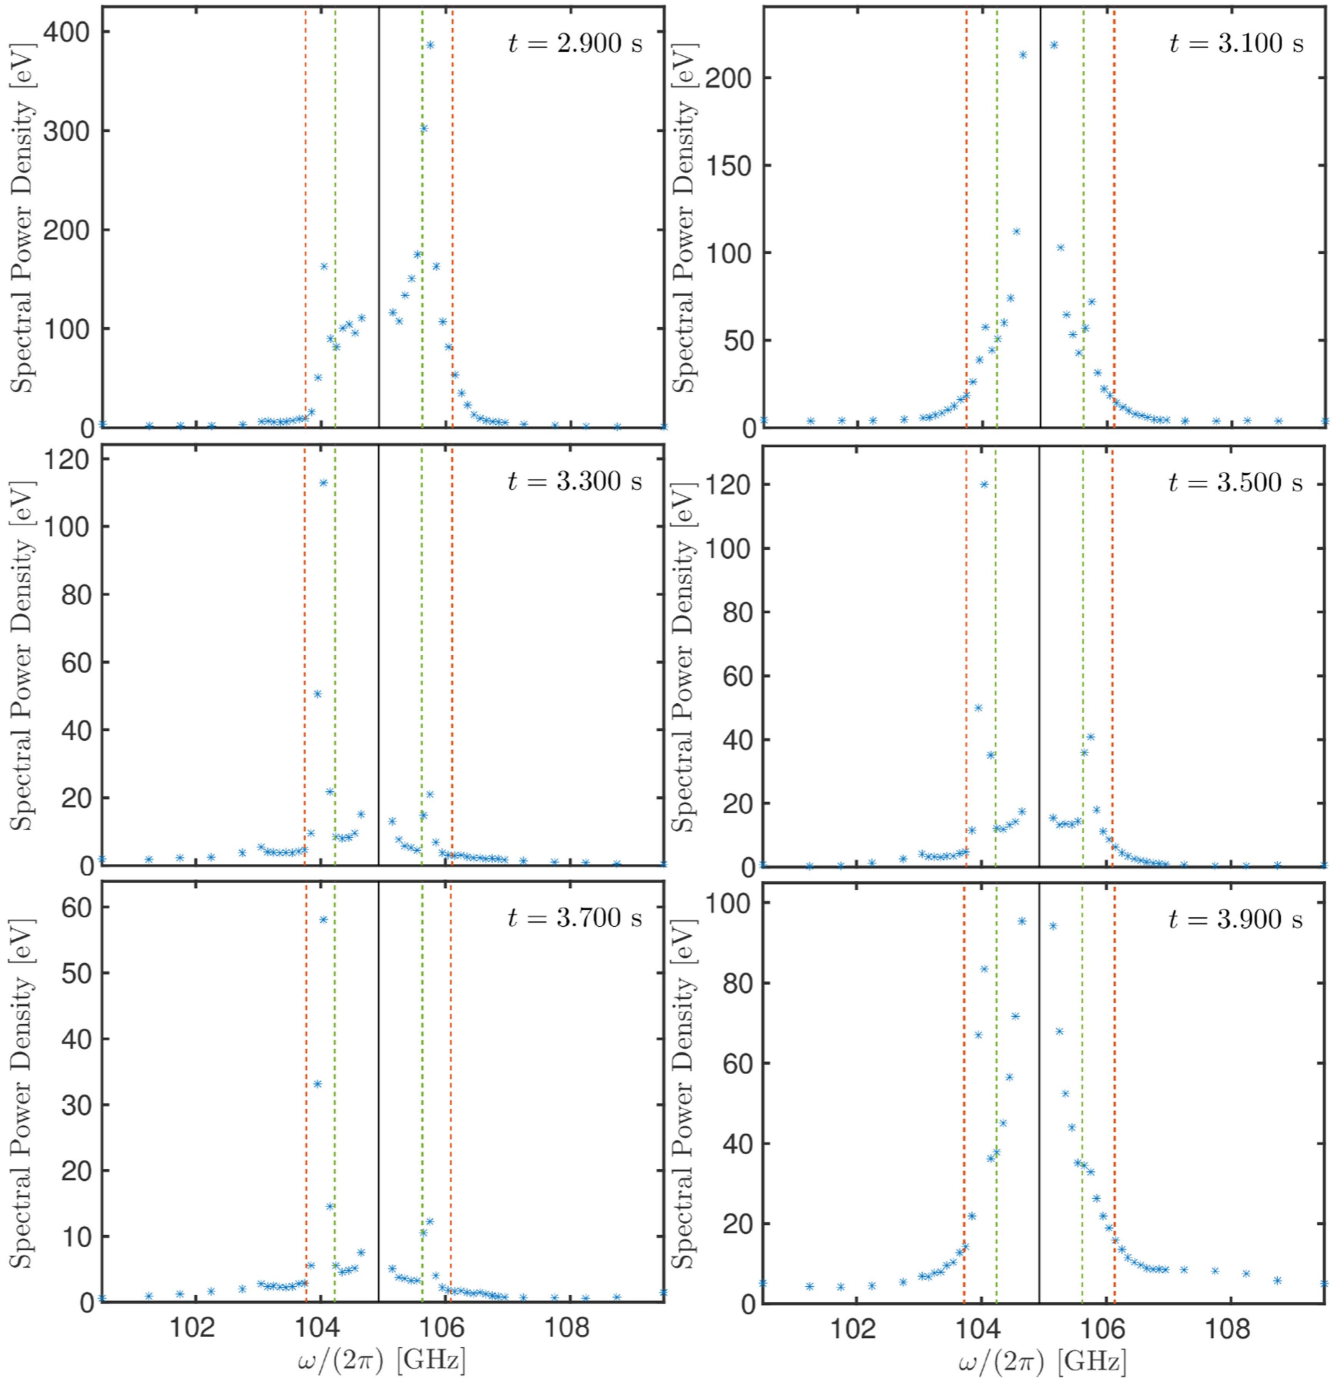 Spectral Power Density [eV]
400
300
200
100
0
t = 2.900 s
Spectral Power Density [eV]
200
150
100
50
0
t = 3.100 s
Spectral Power Density [eV]
120
100
80
60
40
20
0
t = 3.300 s
Spectral Power Density [eV]
120
100
80
60
40
20
0
t = 3.500 s
Spectral Power Density [eV]
60
50
40
30
20
10
0
t = 3.700 s
102 104 106 108
ω/(2π) [GHz]
Spectral Power Density [eV]
100
80
60
40
20
0
t = 3.900 s
102 104 106 108
ω/(2π) [GHz]